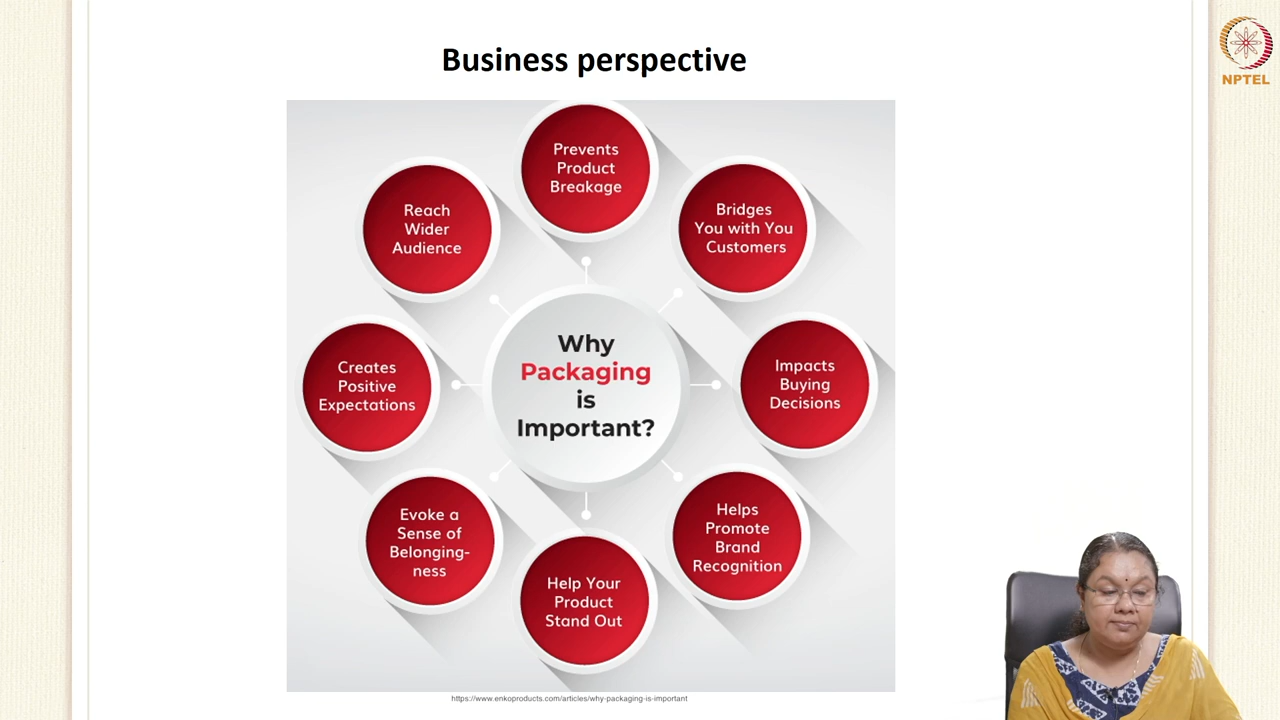 Business perspective
NPTEL
Prevents
Product
Breakage
Bridges
You with You
Customers
Impacts
Buying
Decisions
Helps
Promote
Brand
Recognition
Help Your
Product
Stand Out
Evoke a
Sense of
Belonging-
ness
Creates
Positive
Expectations
Reach
Wider
Audience
Why
Packaging
is
Important?
https://www.enkoproducts.com/articles/why-packaging-is-important